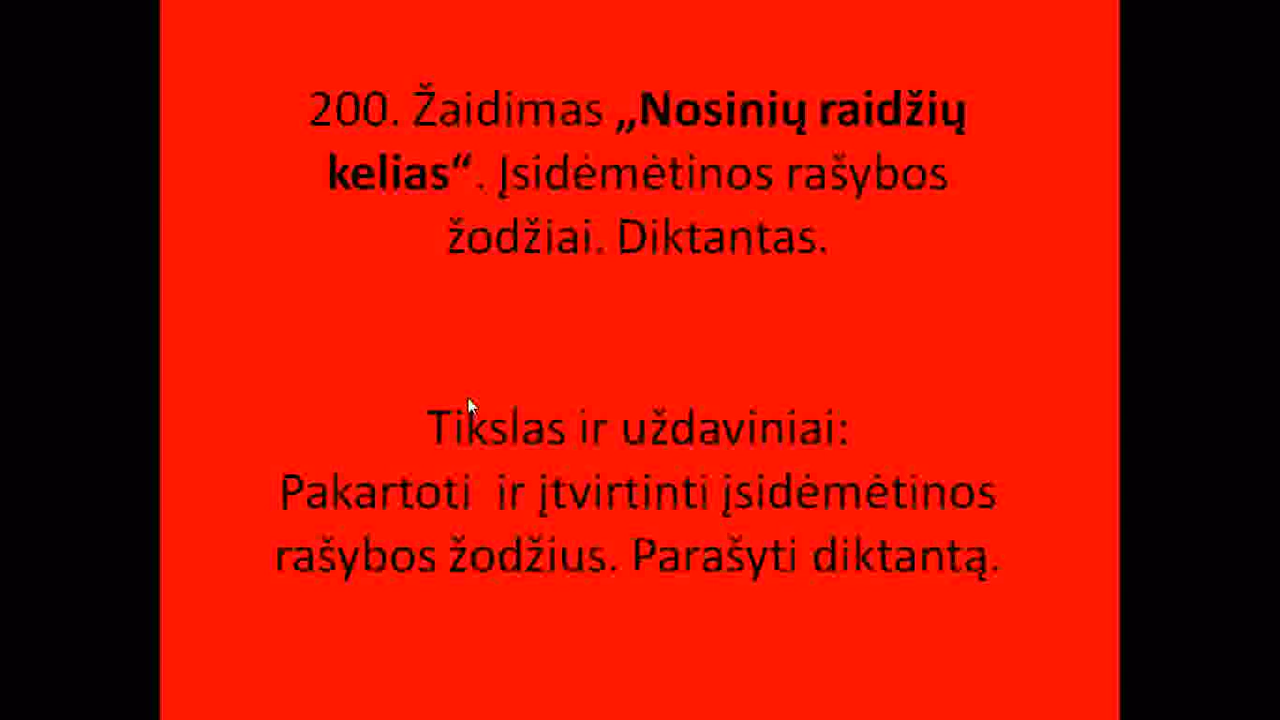 200. Žaidimas „Nosinių raidžių
kelias“. Įsidėmėtinos rašybos
žodžiai. Diktantas.
Tikslas ir uždaviniai:
Pakartoti ir įtvirtinti įsidėmėtinos
rašybos žodžius. Parašyti diktantą.